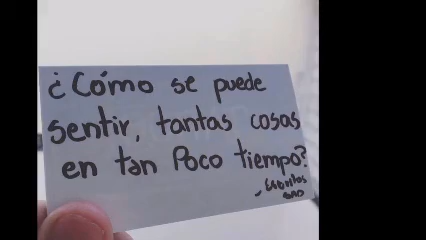 ¿Cómo se puede
sentir, tantas cosas
en tan Poco tiempo?